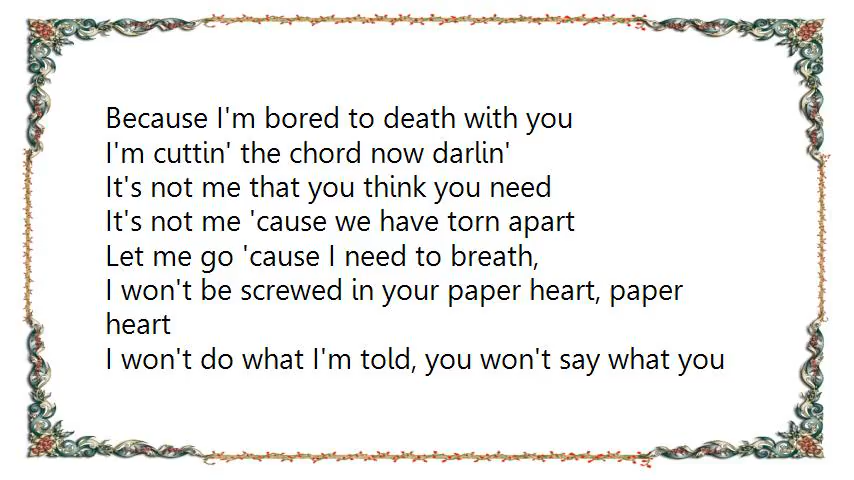 Because I'm bored to death with you
I'm cuttin' the chord now darlin'
It's not me that you think you need
It's not me 'cause we have torn apart
Let me go 'cause I need to breath,
I won't be screwed in your paper heart, paper
heart
I won't do what I'm told, you won't say what you